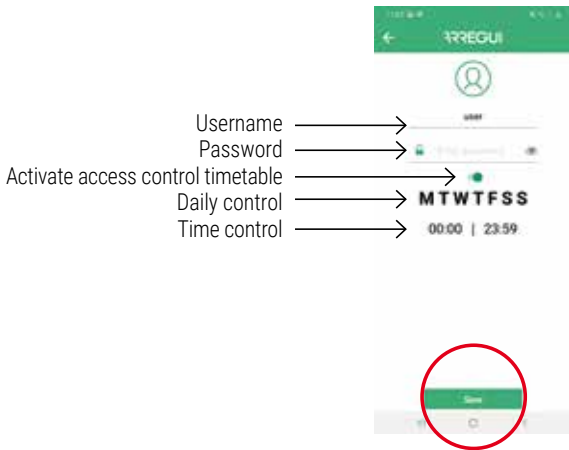 ARREGUI
user
Username
Password
Activate access control timetable
Daily control
MTWTFSS
Time control
00:00 | 23:59
Save